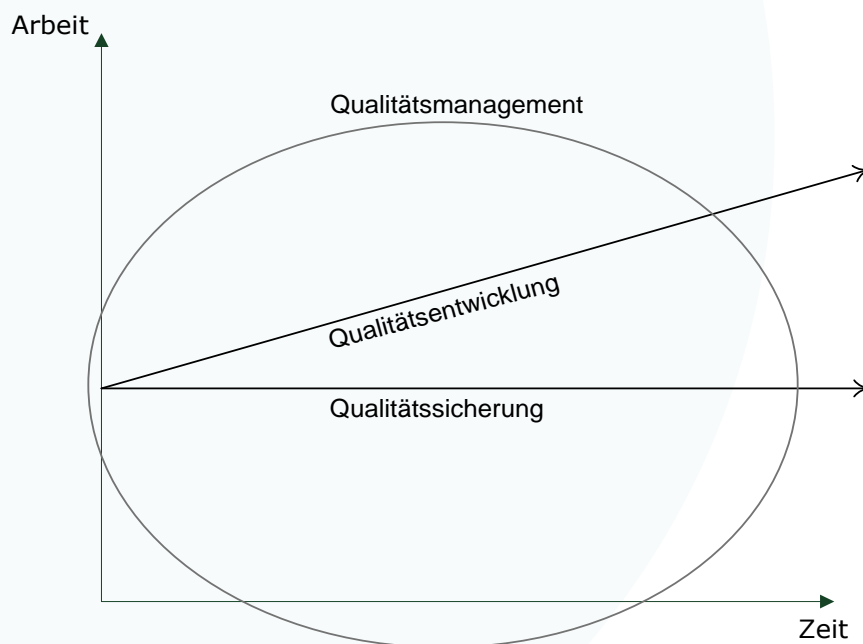 Arbeit
Qualitätsmanagement
Qualitätsentwicklung
Qualitätssicherung
Zeit